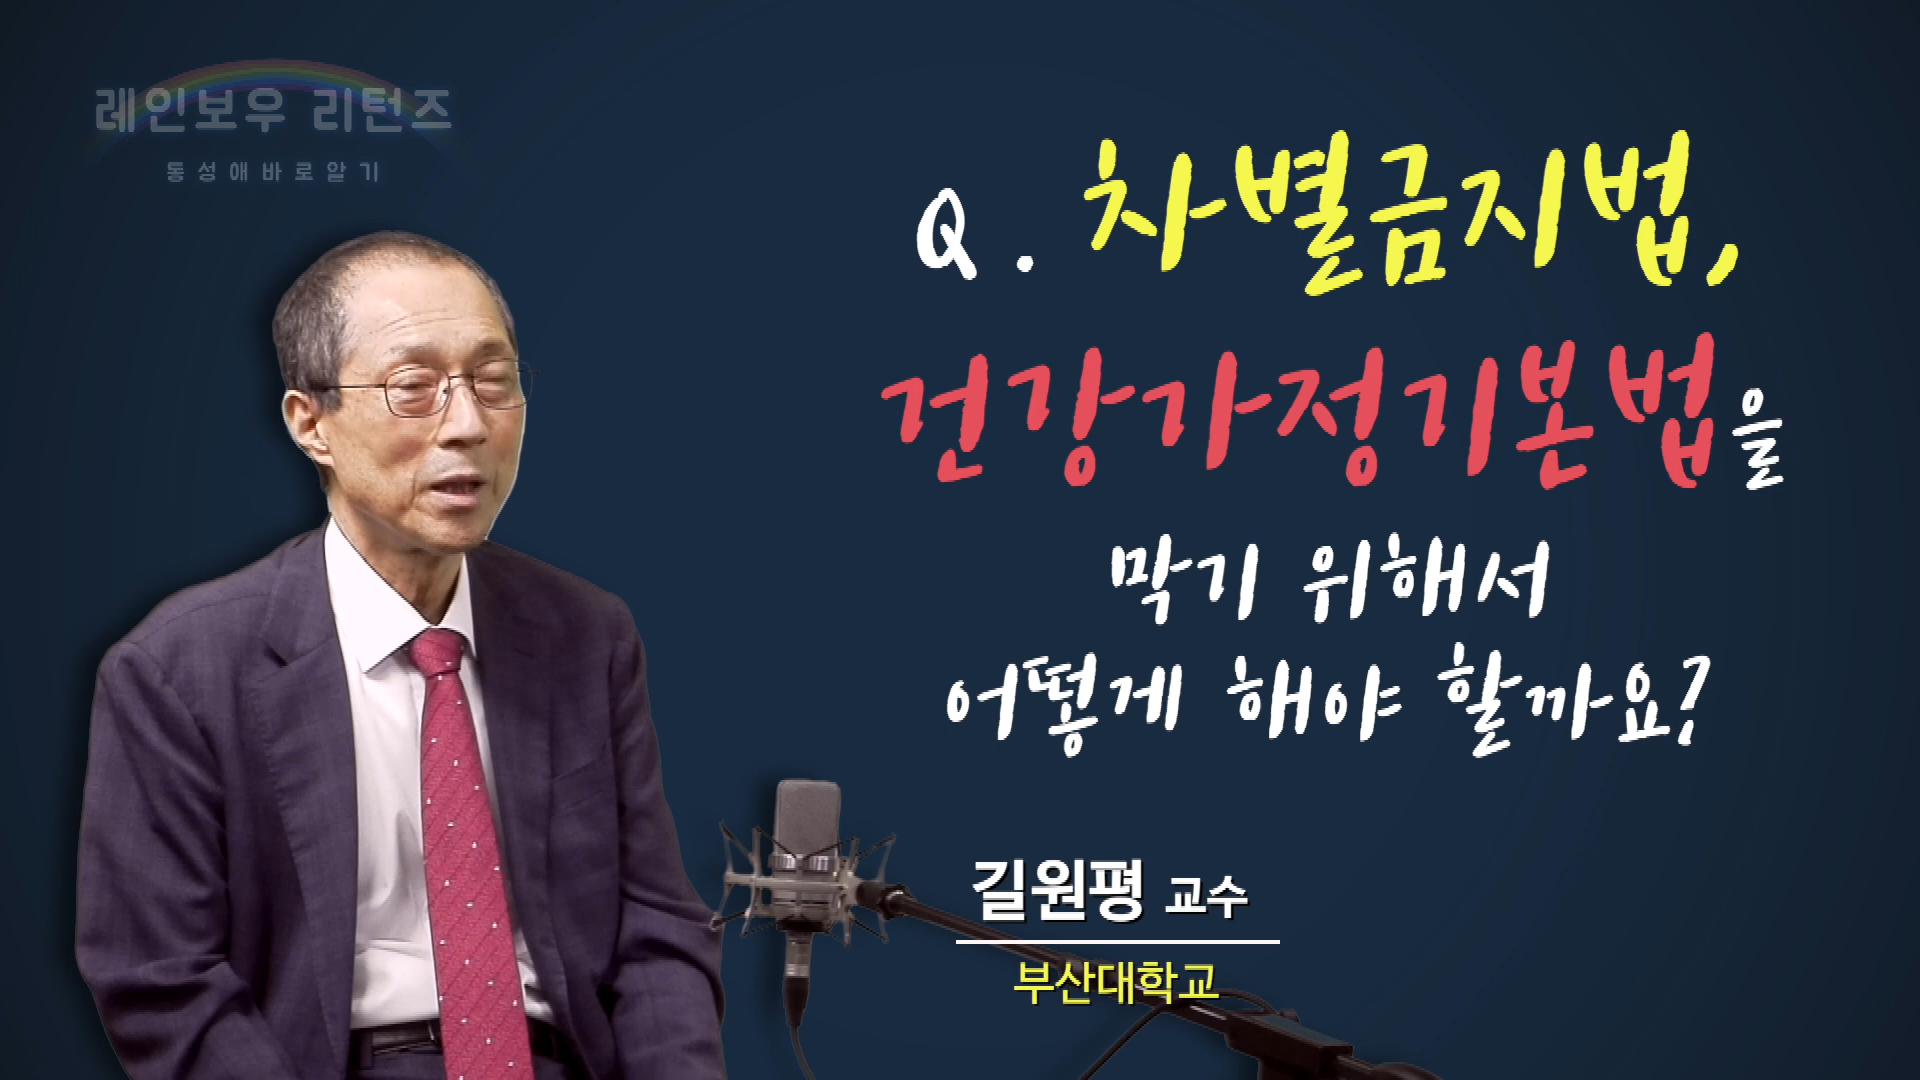 레인보우 리턴즈
동성애바로알기
Q. 차별금지법,
건강가정기본법을
막기 위해서
어떻게 해야 할까요?
길원평 교수
부산대학교